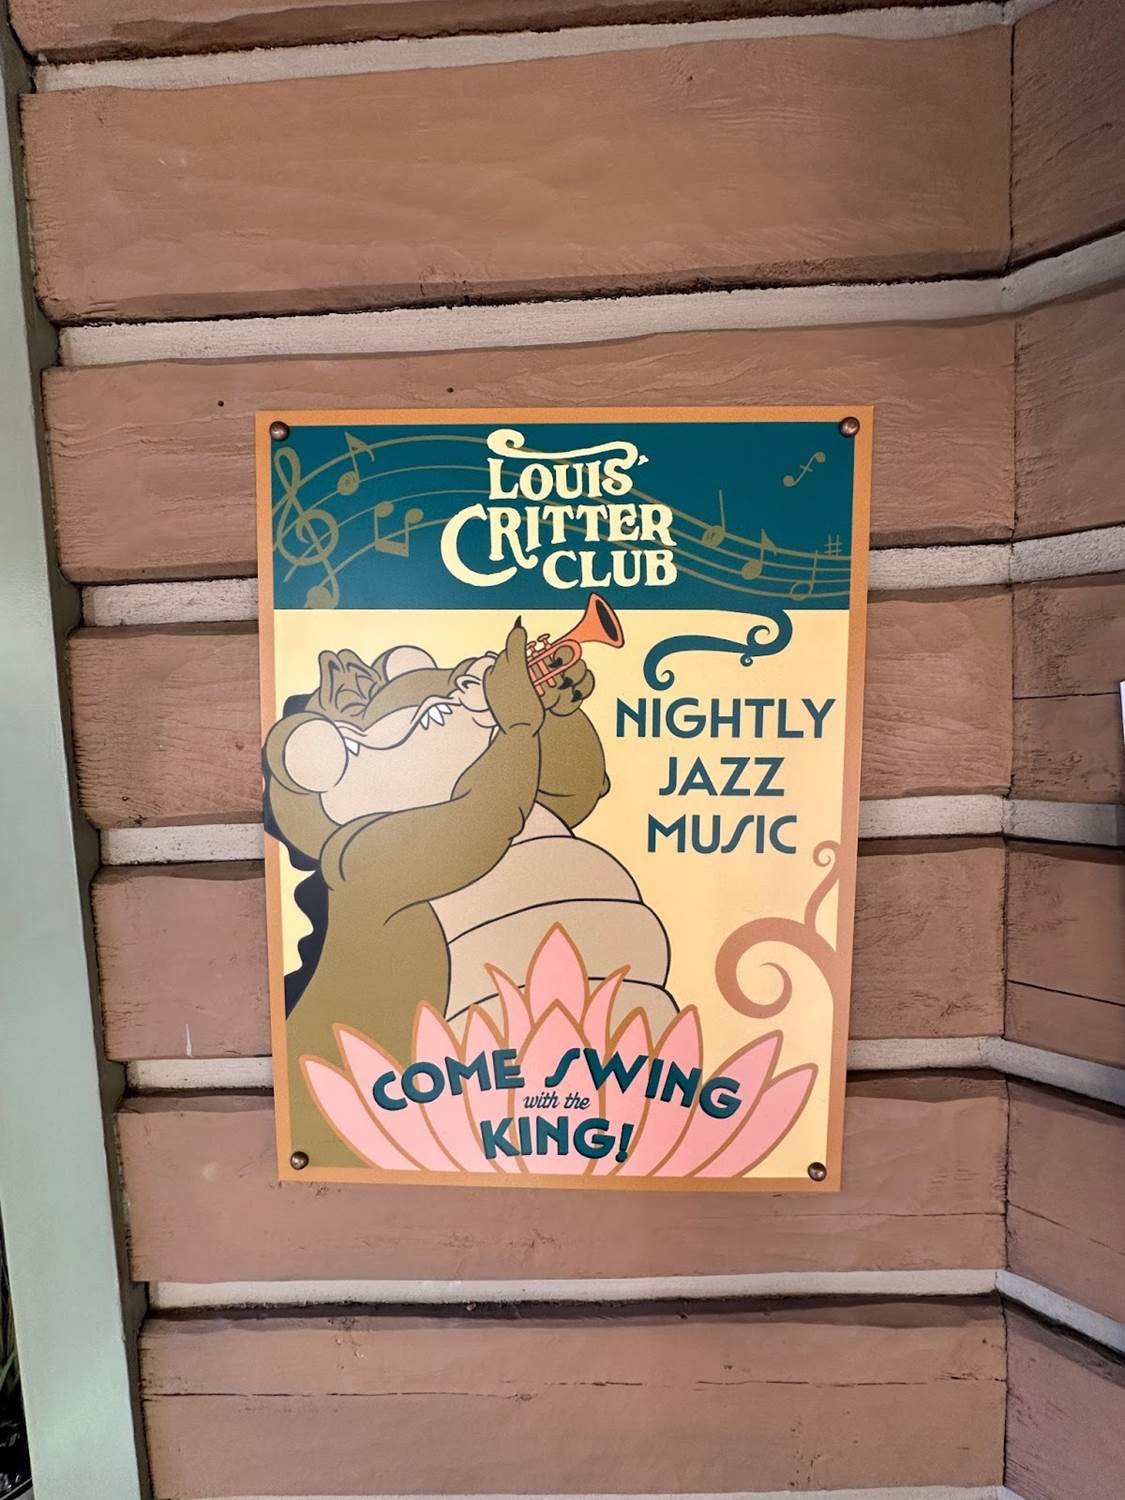 LOUIS'
CRITTER
CLUB
NIGHTLY
JAZZ
MUSIC
COME SWING
with the
KING!